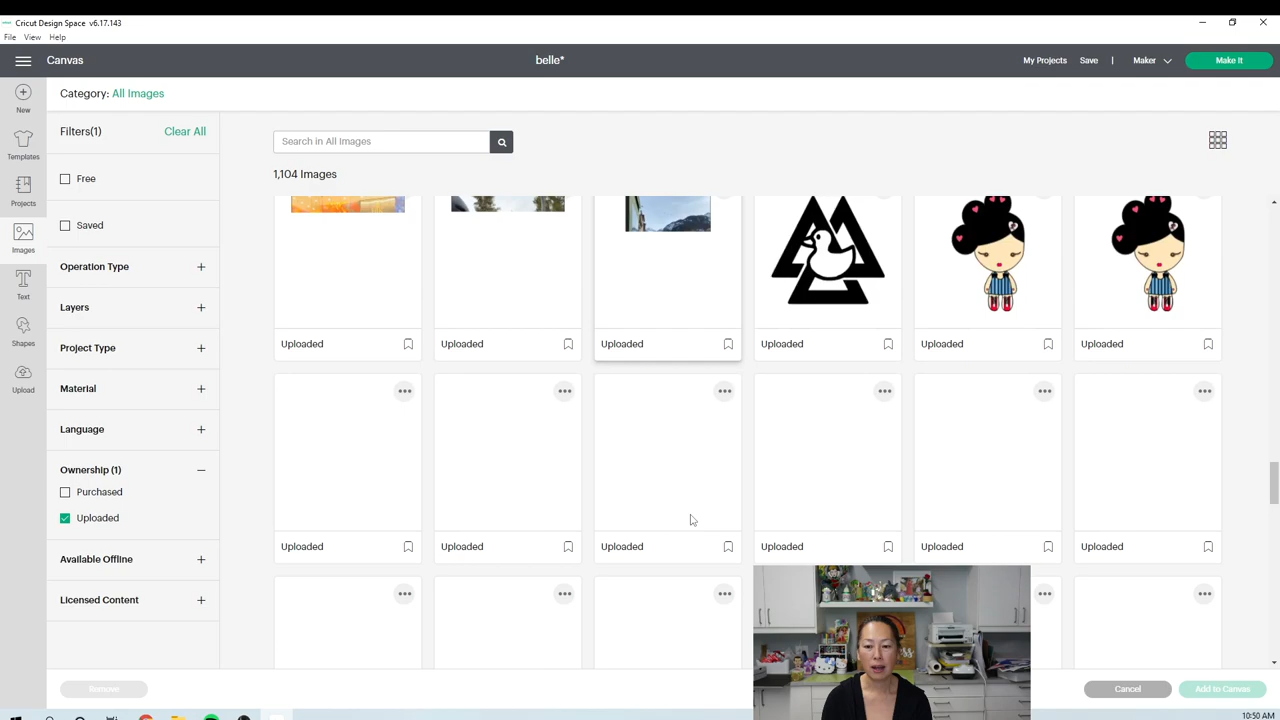 Cricut Design Space v6.17.143
File View Help
Canvas
belle*
My Projects Save | Maker Make It
New
Templates
Projects
Images
Text
Shapes
Upload
Category: All Images
Filters(1) Clear All
Free
Saved
Operation Type
Layers
Project Type
Material
Language
Ownership (1)
Purchased
Uploaded
Available Offline
Licensed Content
Remove
Search in All Images
1,104 Images
Uploaded Uploaded Uploaded Uploaded Uploaded Uploaded
Uploaded Uploaded Uploaded Uploaded Uploaded Uploaded
Cancel Add to Canvas
10:50 AM